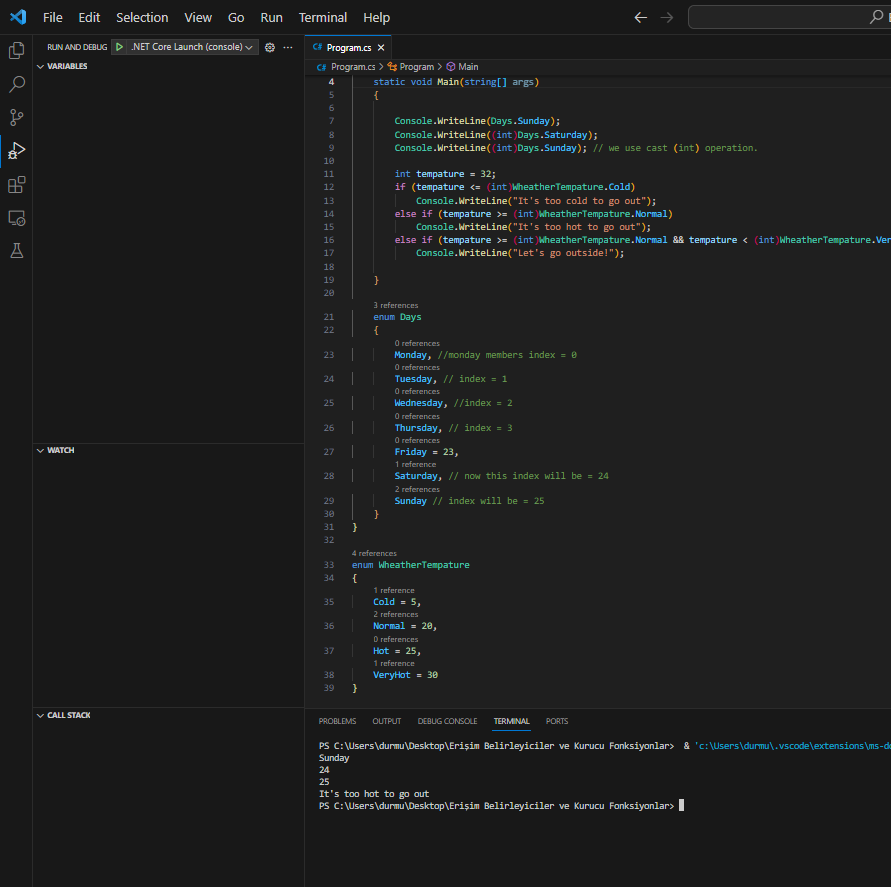 File Edit Selection View Go Run Terminal Help
RUN AND DEBUG .NET Core Launch (console) ...
VARIABLES
WATCH
CALL STACK
C# Program.cs ×
C# Program.cs > Program > Main
4 static void Main(string[] args)
5 {
6
7 Console.WriteLine(Days.Sunday);
8 Console.WriteLine((int)Days.Saturday);
9 Console.WriteLine((int)Days.Sunday); // we use cast (int) operation.
10
11 int tempature = 32;
12 if (tempature <= (int)WheatherTempature.Cold)
13 Console.WriteLine("It's too cold to go out");
14 else if (tempature >= (int)WheatherTempature.Normal)
15 Console.WriteLine("It's too hot to go out");
16 else if (tempature >= (int)WheatherTempature.Normal && tempature < (int)WheatherTempature.Ver
17 Console.WriteLine("Let's go outside!");
18
19 }
20
3 references
21 enum Days
22 {
0 references
23 Monday, //monday members index = 0
0 references
24 Tuesday, // index = 1
0 references
25 Wednesday, //index = 2
0 references
26 Thursday, // index = 3
0 references
27 Friday = 23,
1 reference
28 Saturday, // now this index will be = 24
2 references
29 Sunday // index will be = 25
30 }
31 }
32
4 references
33 enum WheatherTempature
34 {
1 reference
35 Cold = 5,
2 references
36 Normal = 20,
0 references
37 Hot = 25,
1 reference
38 VeryHot = 30
39 }
PROBLEMS OUTPUT DEBUG CONSOLE TERMINAL PORTS
PS C:\Users\durmu\Desktop\Erişim Belirleyiciler ve Kurucu Fonksiyonlar> & 'c:\Users\durmu\.vscode\extensions\ms-do
Sunday
24
25
It's too hot to go out
PS C:\Users\durmu\Desktop\Erişim Belirleyiciler ve Kurucu Fonksiyonlar>